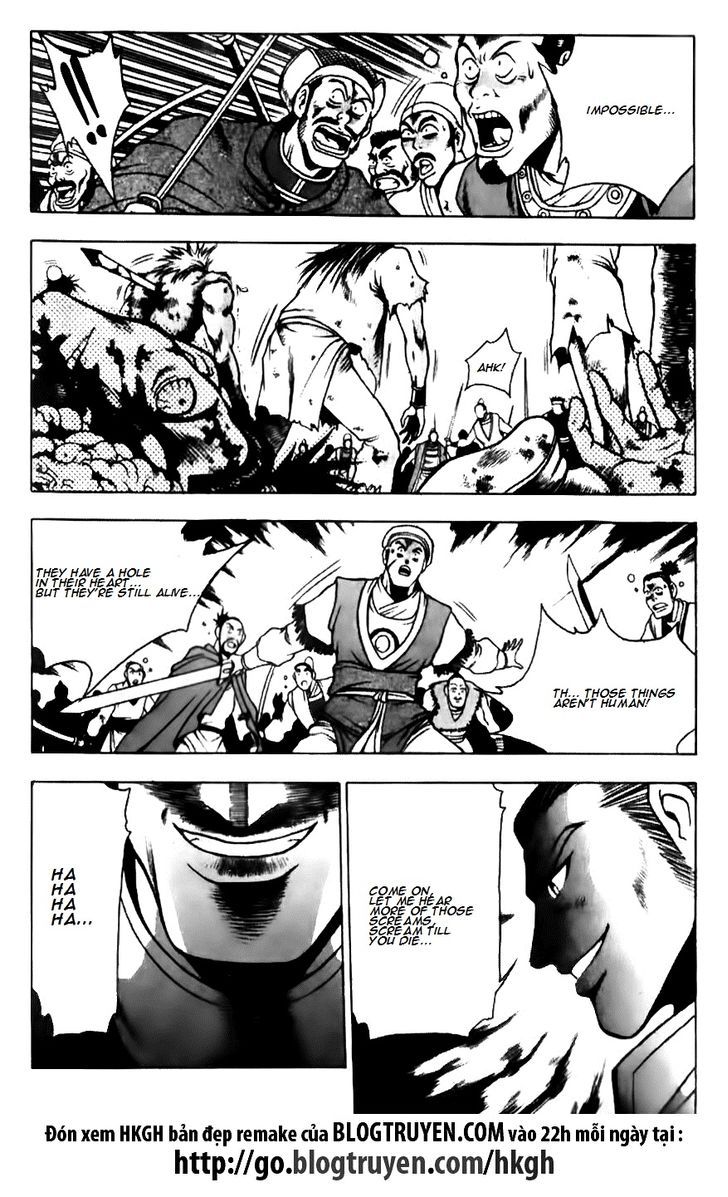 !!
IMPOSSIBLE...
AHK!
THEY HAVE A HOLE
IN THEIR HEART...
BUT THEY'RE STILL ALIVE...
TH... THOSE THINGS
AREN'T HUMAN!
HA
HA
HA
HA...
COME ON,
LET ME HEAR
MORE OF THOSE
SCREAMS,
SCREAM TILL
YOU DIE...
Đón xem HKGH bản đẹp remake của BLOGTRUYEN.COM vào 22h mỗi ngày tại :
http://go.blogtruyen.com/hkgh